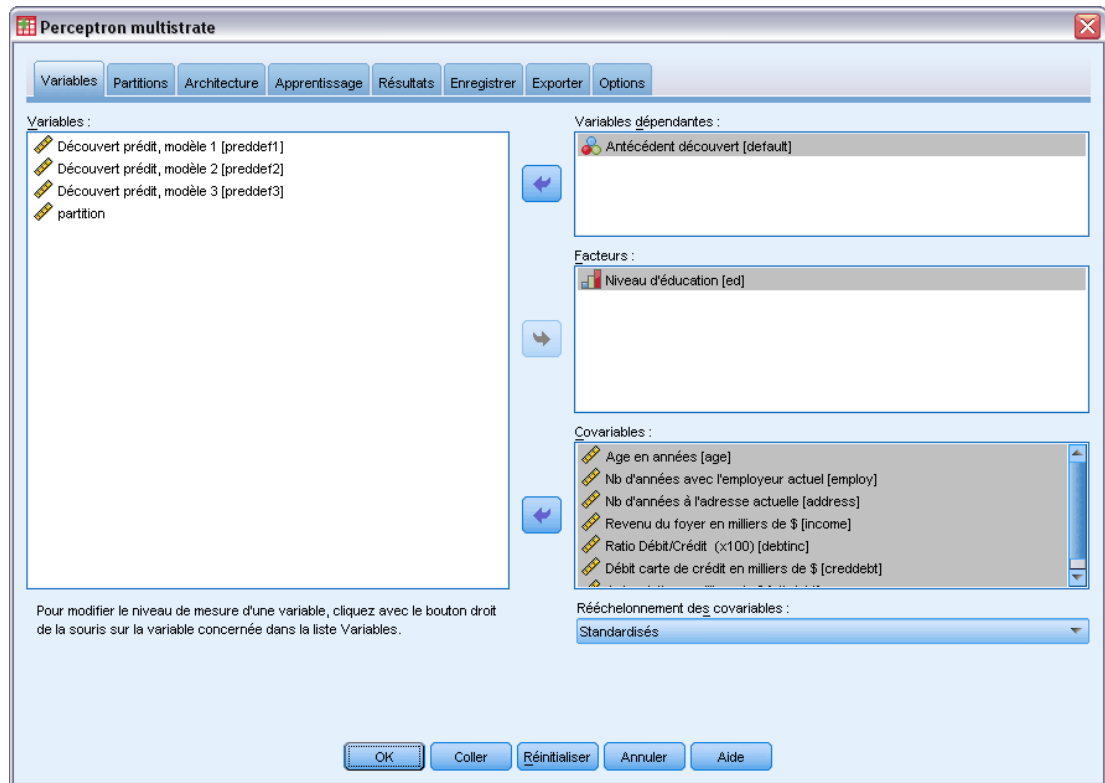 Perceptron multistrate
Variables Partitions Architecture Apprentissage Résultats Enregistrer Exporter Options
Variables :
Découvert prédit, modèle 1 [preddef1]
Découvert prédit, modèle 2 [preddef2]
Découvert prédit, modèle 3 [preddef3]
partition
Pour modifier le niveau de mesure d'une variable, cliquez avec le bouton droit
de la souris sur la variable concernée dans la liste Variables.
Variables dépendantes :
Antécédent découvert [default]
Facteurs :
Niveau d'éducation [ed]
Covariables :
Age en années [age]
Nb d'années avec l'employeur actuel [employ]
Nb d'années à l'adresse actuelle [address]
Revenu du foyer en milliers de $ [income]
Ratio Débit/Crédit (x100) [debtinc]
Débit carte de crédit en milliers de $ [creddebt]
Rééchelonnement des covariables :
Standardisés
OK Coller Réinitialiser Annuler Aide